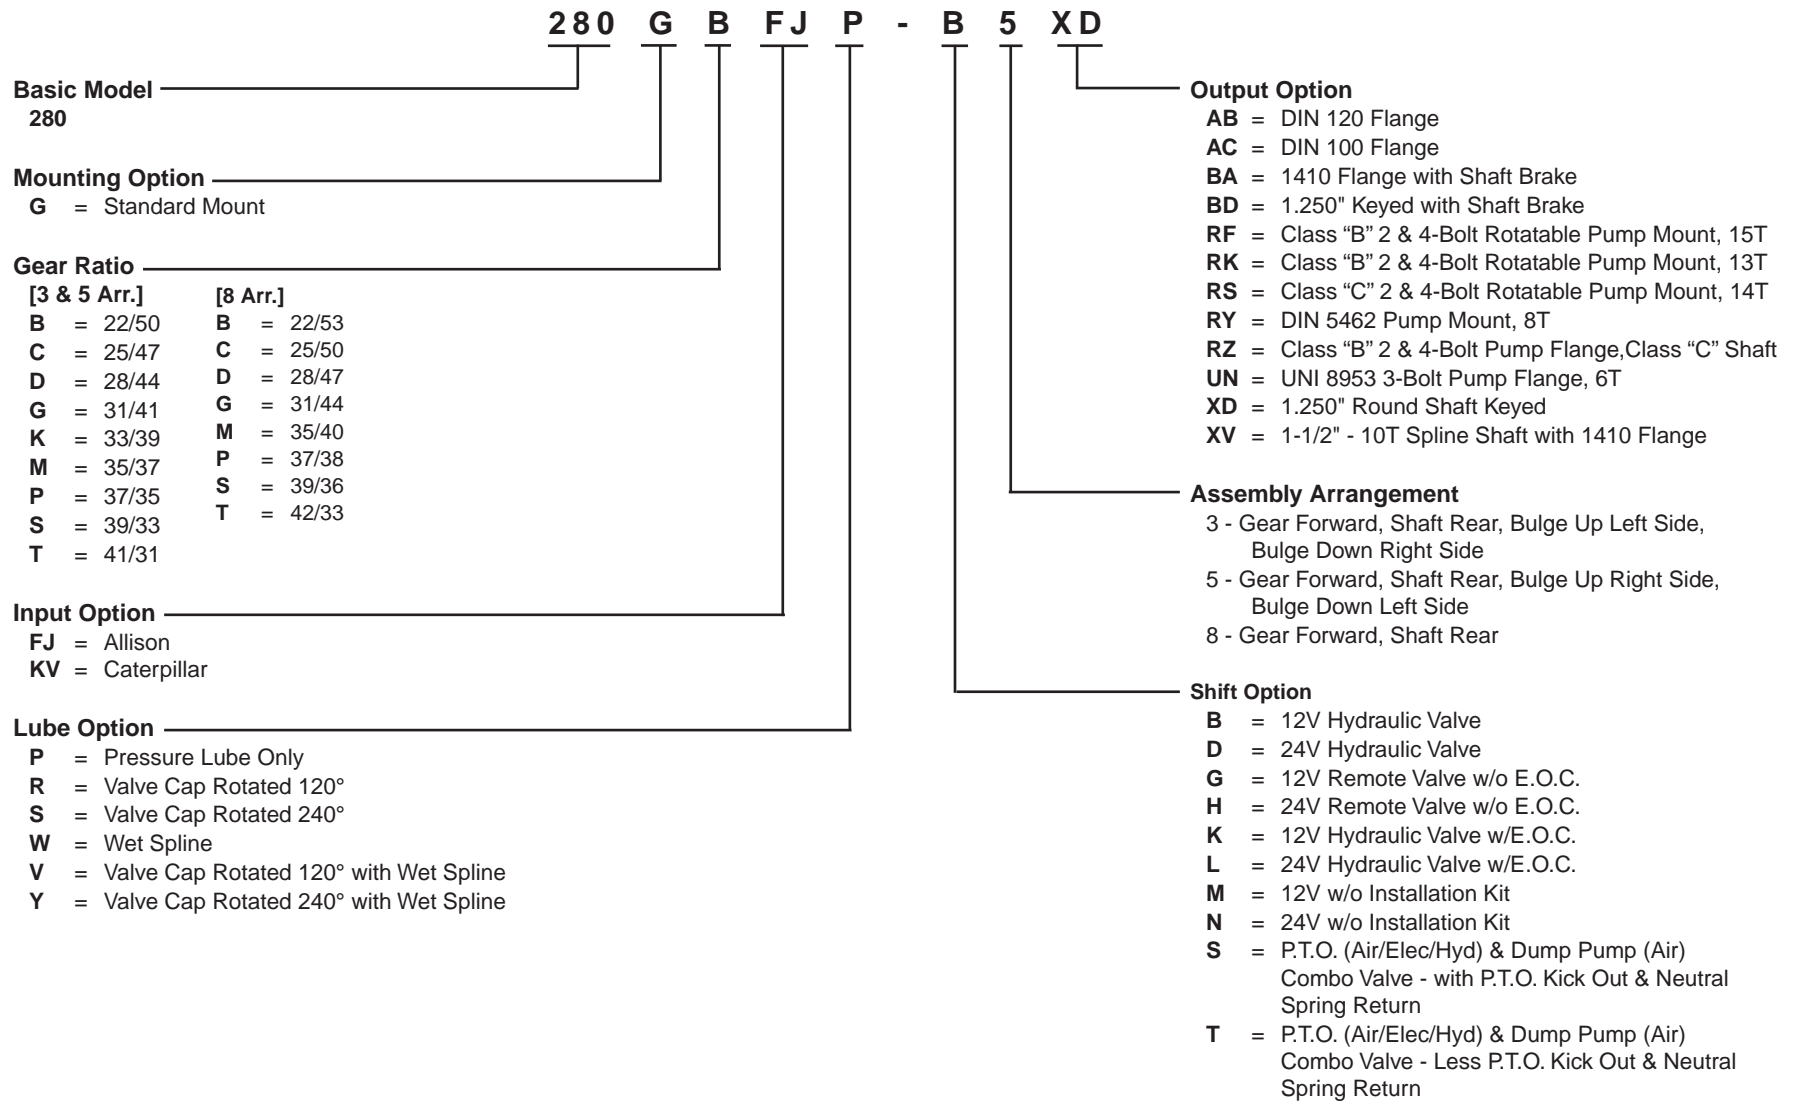 280 G B FJ P - B 5 XD
Basic Model
280
Mounting Option
G = Standard Mount
Gear Ratio
[3 & 5 Arr.]
B = 22/50
C = 25/47
D = 28/44
G = 31/41
K = 33/39
M = 35/37
P = 37/35
S = 39/33
T = 41/31
[8 Arr.]
B = 22/53
C = 25/50
D = 28/47
G = 31/44
M = 35/40
P = 37/38
S = 39/36
T = 42/33
Input Option
FJ = Allison
KV = Caterpillar
Lube Option
P = Pressure Lube Only
R = Valve Cap Rotated 120°
S = Valve Cap Rotated 240°
W = Wet Spline
V = Valve Cap Rotated 120° with Wet Spline
Y = Valve Cap Rotated 240° with Wet Spline
Output Option
AB = DIN 120 Flange
AC = DIN 100 Flange
BA = 1410 Flange with Shaft Brake
BD = 1.250" Keyed with Shaft Brake
RF = Class “B” 2 & 4-Bolt Rotatable Pump Mount, 15T
RK = Class “B” 2 & 4-Bolt Rotatable Pump Mount, 13T
RS = Class “C” 2 & 4-Bolt Rotatable Pump Mount, 14T
RY = DIN 5462 Pump Mount, 8T
RZ = Class “B” 2 & 4-Bolt Pump Flange,Class “C” Shaft
UN = UNI 8953 3-Bolt Pump Flange, 6T
XD = 1.250" Round Shaft Keyed
XV = 1-1/2" - 10T Spline Shaft with 1410 Flange
Assembly Arrangement
3 - Gear Forward, Shaft Rear, Bulge Up Left Side,
Bulge Down Right Side
5 - Gear Forward, Shaft Rear, Bulge Up Right Side,
Bulge Down Left Side
8 - Gear Forward, Shaft Rear
Shift Option
B = 12V Hydraulic Valve
D = 24V Hydraulic Valve
G = 12V Remote Valve w/o E.O.C.
H = 24V Remote Valve w/o E.O.C.
K = 12V Hydraulic Valve w/E.O.C.
L = 24V Hydraulic Valve w/E.O.C.
M = 12V w/o Installation Kit
N = 24V w/o Installation Kit
S = P.T.O. (Air/Elec/Hyd) & Dump Pump (Air)
Combo Valve - with P.T.O. Kick Out & Neutral
Spring Return
T = P.T.O. (Air/Elec/Hyd) & Dump Pump (Air)
Combo Valve - Less P.T.O. Kick Out & Neutral
Spring Return